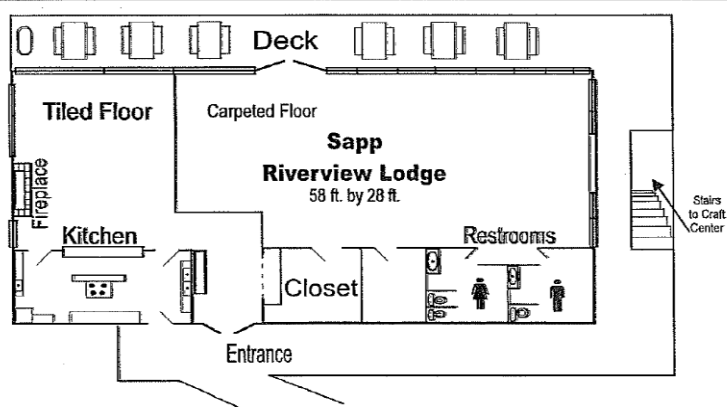 Deck
Tiled Floor
Carpeted Floor
Sapp
Riverview Lodge
58 ft. by 28 ft.
Fireplace
Stairs
to Craft
Center
Kitchen
Restrooms
Closet
Entrance